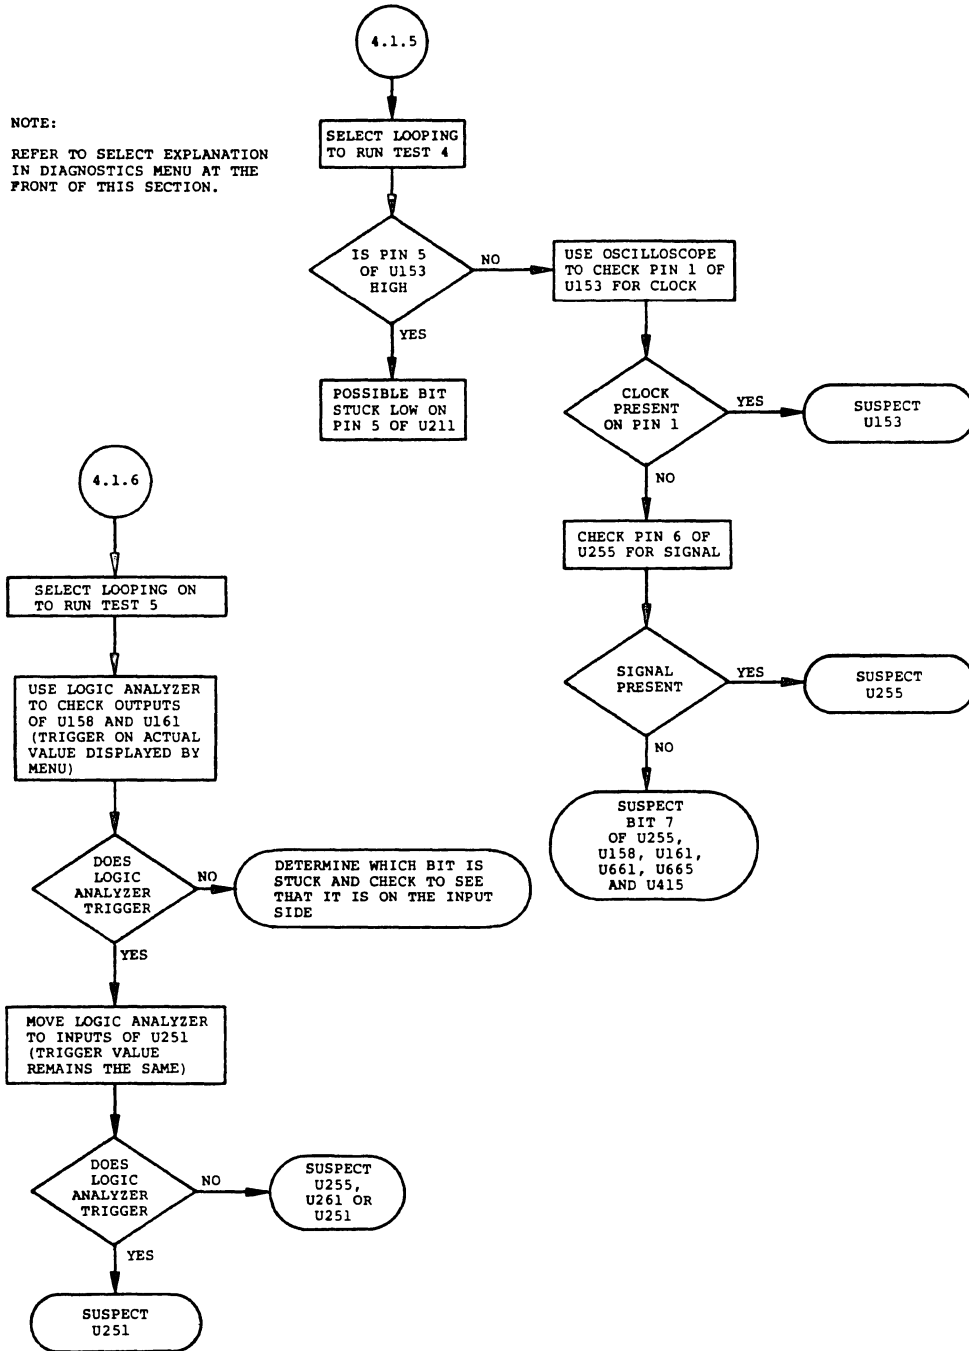 4.1.5
NOTE:
REFER TO SELECT EXPLANATION
IN DIAGNOSTICS MENU AT THE
FRONT OF THIS SECTION.
SELECT LOOPING
TO RUN TEST 4
IS PIN 5
OF U153
HIGH
NO
USE OSCILLOSCOPE
TO CHECK PIN 1 OF
U153 FOR CLOCK
YES
POSSIBLE BIT
STUCK LOW ON
PIN 5 OF U211
CLOCK
PRESENT
ON PIN 1
YES
SUSPECT
U153
NO
CHECK PIN 6 OF
U255 FOR SIGNAL
SIGNAL
PRESENT
YES
SUSPECT
U255
NO
SUSPECT
BIT 7
OF U255,
U158, U161,
U661, U665
AND U415
4.1.6
SELECT LOOPING ON
TO RUN TEST 5
USE LOGIC ANALYZER
TO CHECK OUTPUTS
OF U158 AND U161
(TRIGGER ON ACTUAL
VALUE DISPLAYED BY
MENU)
DOES
LOGIC
ANALYZER
TRIGGER
NO
DETERMINE WHICH BIT IS
STUCK AND CHECK TO SEE
THAT IT IS ON THE INPUT
SIDE
YES
MOVE LOGIC ANALYZER
TO INPUTS OF U251
(TRIGGER VALUE
REMAINS THE SAME)
DOES
LOGIC
ANALYZER
TRIGGER
NO
SUSPECT
U255,
U261 OR
U251
YES
SUSPECT
U251